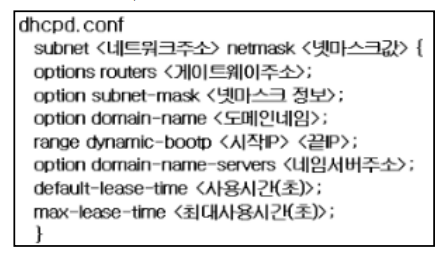 dhcpd.conf
subnet <네트워크주소> netmask <넷마스크값> {
options routers <게이트웨이주소>;
option subnet-mask <넷마스크 정보>;
option domain-name <도메인네임>;
range dynamic-bootp <시작IP> <끝IP>;
option domain-name-servers <네임서버주소>;
default-lease-time <사용시간(초)>;
max-lease-time <최대사용시간(초)>;
}